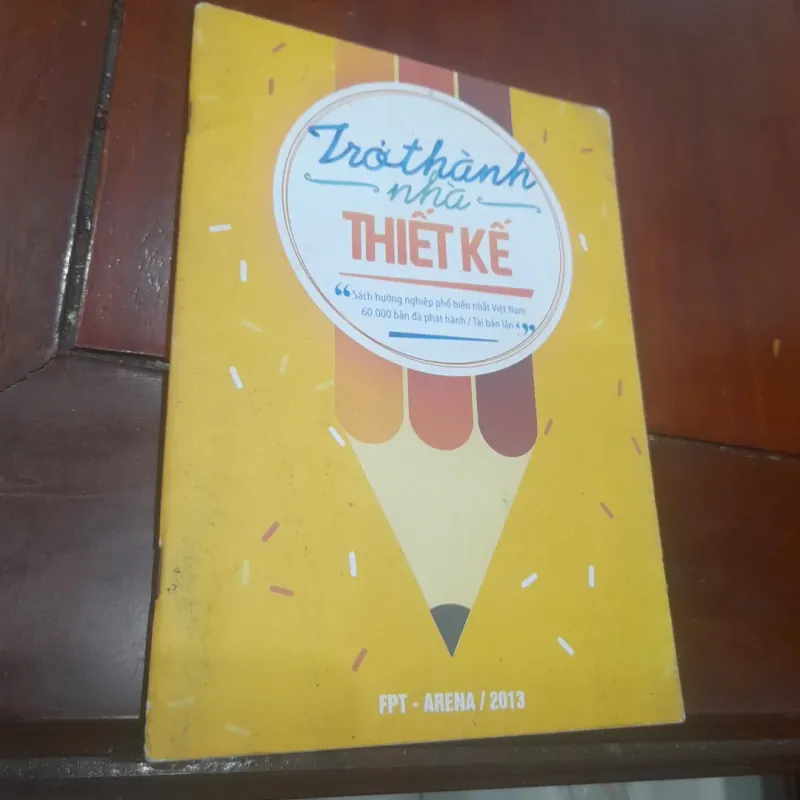 Trở thành
nhà
THIẾT KẾ
“Sách hướng nghiệp phổ biến nhất Việt Nam
60.000 bản đã phát hành / Tái bản lần 4”
FPT - ARENA / 2013